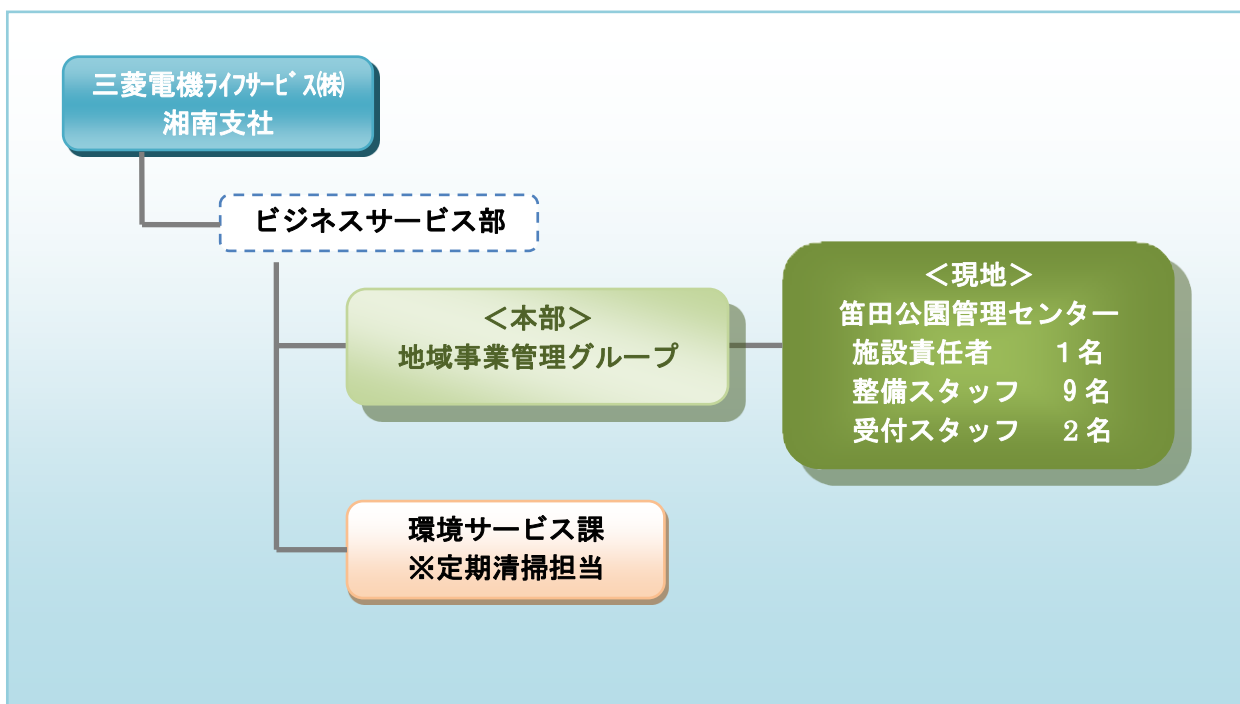 三菱電機ﾗｲﾌｻｰﾋﾞｽ㈱
湘南支社
ビジネスサービス部
＜本部＞
地域事業管理グループ
＜現地＞
笛田公園管理センター
施設責任者　　1名
整備スタッフ　9名
受付スタッフ　2名
環境サービス課
※定期清掃担当